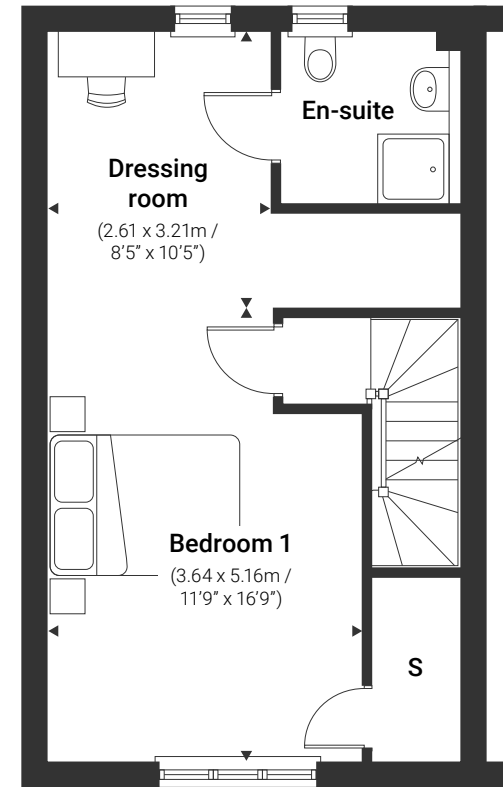 En-suite
Dressing
room
(2.61 x 3.21m /
8’5” x 10’5”)
Bedroom 1
(3.64 x 5.16m /
11’9” x 16’9”)
S